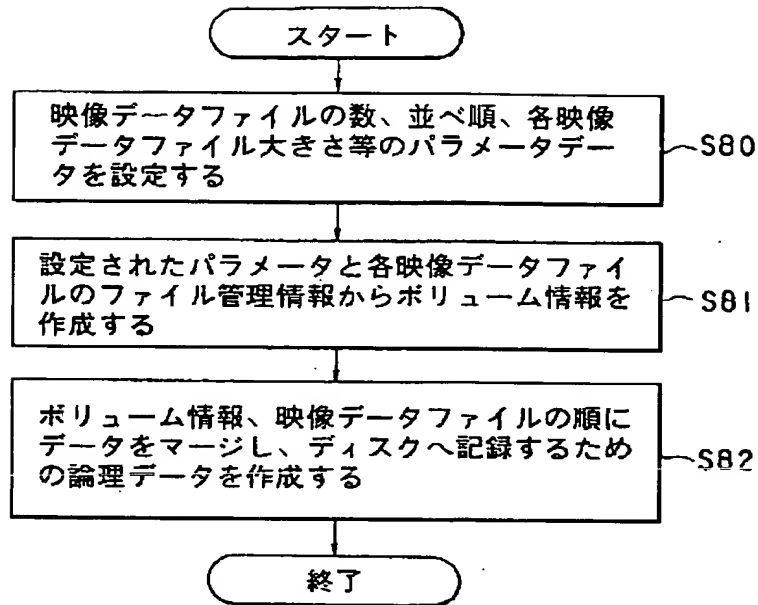 スタート
映像データファイルの数、並べ順、各映像
データファイル大きさ等のパラメータデー
タを設定する
S80
設定されたパラメータと各映像データファイ
ルのファイル管理情報からボリューム情報を
作成する
S81
ボリューム情報、映像データファイルの順に
データをマージし、ディスクへ記録するため
の論理データを作成する
S82
終了